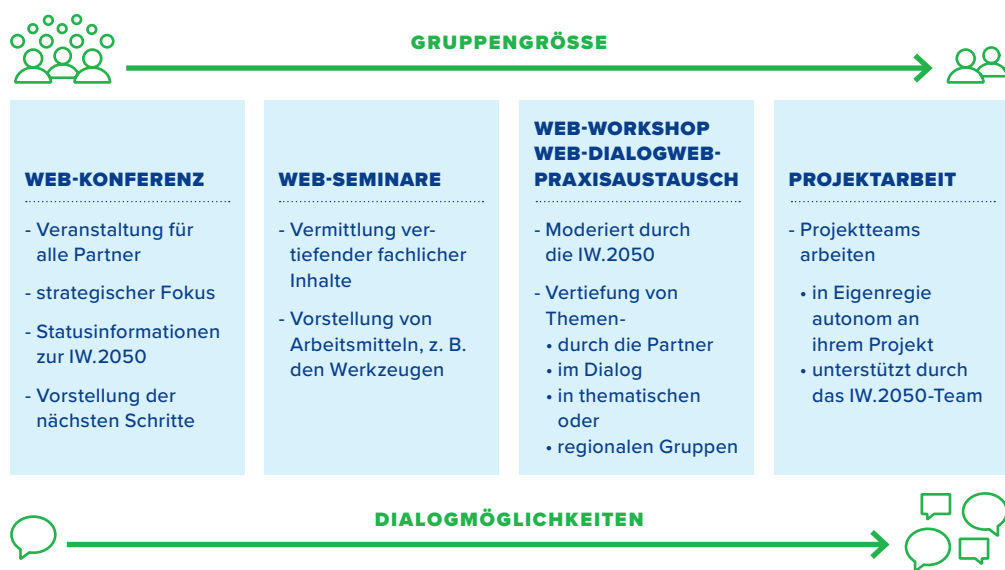 GRUPPENGRÖSSE
WEB-KONFERENZ
- Veranstaltung für
alle Partner
- strategischer Fokus
- Statusinformationen
zur IW.2050
- Vorstellung der
nächsten Schritte
WEB-SEMINARE
- Vermittlung ver-
tiefender fachlicher
Inhalte
- Vorstellung von
Arbeitsmitteln, z. B.
den Werkzeugen
WEB-WORKSHOP
WEB-DIALOGWEB-
PRAXISAUSTAUSCH
- Moderiert durch
die IW.2050
- Vertiefung von
Themen-
• durch die Partner
• im Dialog
• in thematischen
oder
• regionalen Gruppen
PROJEKTARBEIT
- Projektteams
arbeiten
• in Eigenregie
autonom an
ihrem Projekt
• unterstützt durch
das IW.2050-Team
DIALOGMÖGLICHKEITEN